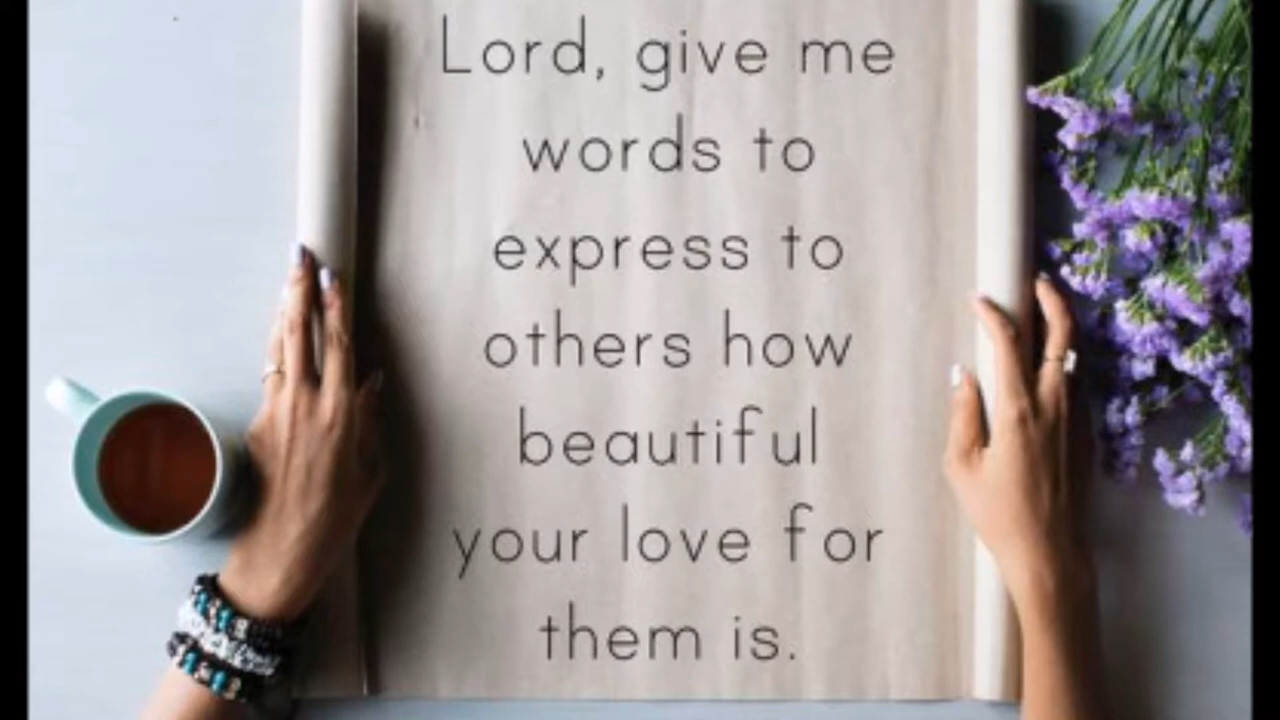 Lord, give me
words to
express to
others how
beautiful
your love for
them is.